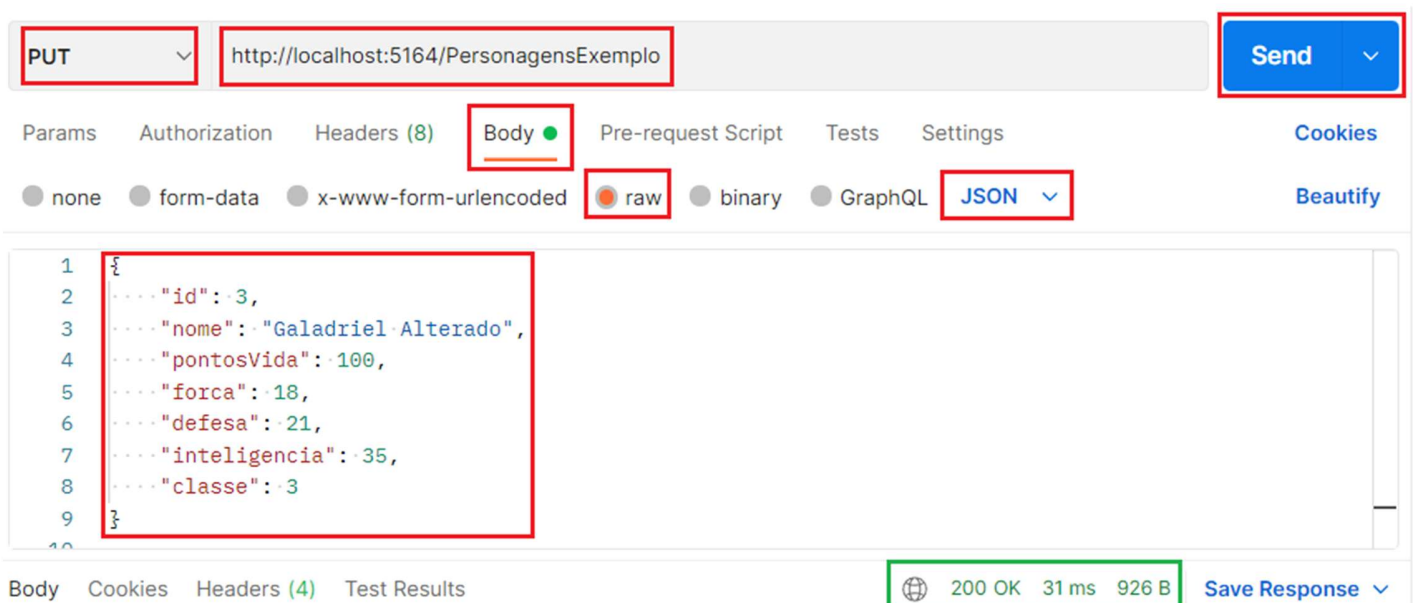 PUT http://localhost:5164/PersonagensExemplo Send
Params Authorization Headers (8) Body Pre-request Script Tests Settings Cookies
none form-data x-www-form-urlencoded raw binary GraphQL JSON Beautify
1 {
2 "id": 3,
3 "nome": "Galadriel Alterado",
4 "pontosVida": 100,
5 "forca": 18,
6 "defesa": 21,
7 "inteligencia": 35,
8 "classe": 3
9 }
10
Body Cookies Headers (4) Test Results 200 OK 31 ms 926 B Save Response